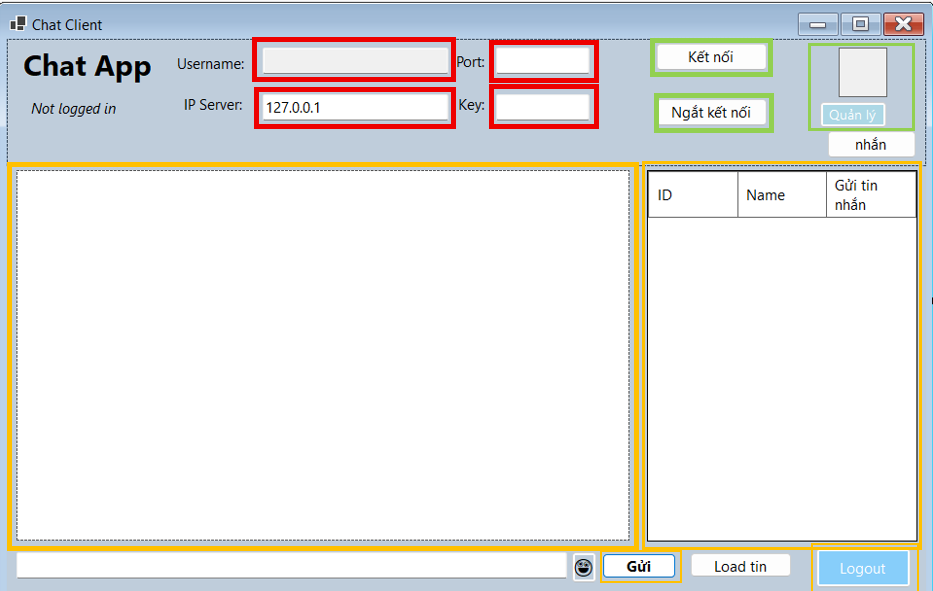 Chat Client
Chat App
Username:
Port:
Kết nối
Not logged in
IP Server:
127.0.0.1
Key:
Ngắt kết nối
Quản lý
nhắn
ID
Name
Gửi tin
nhắn
Gửi
Load tin
Logout